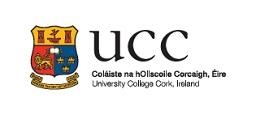 UCC
Coláiste na hOllscoile Corcaigh, Éire
University College Cork, Ireland